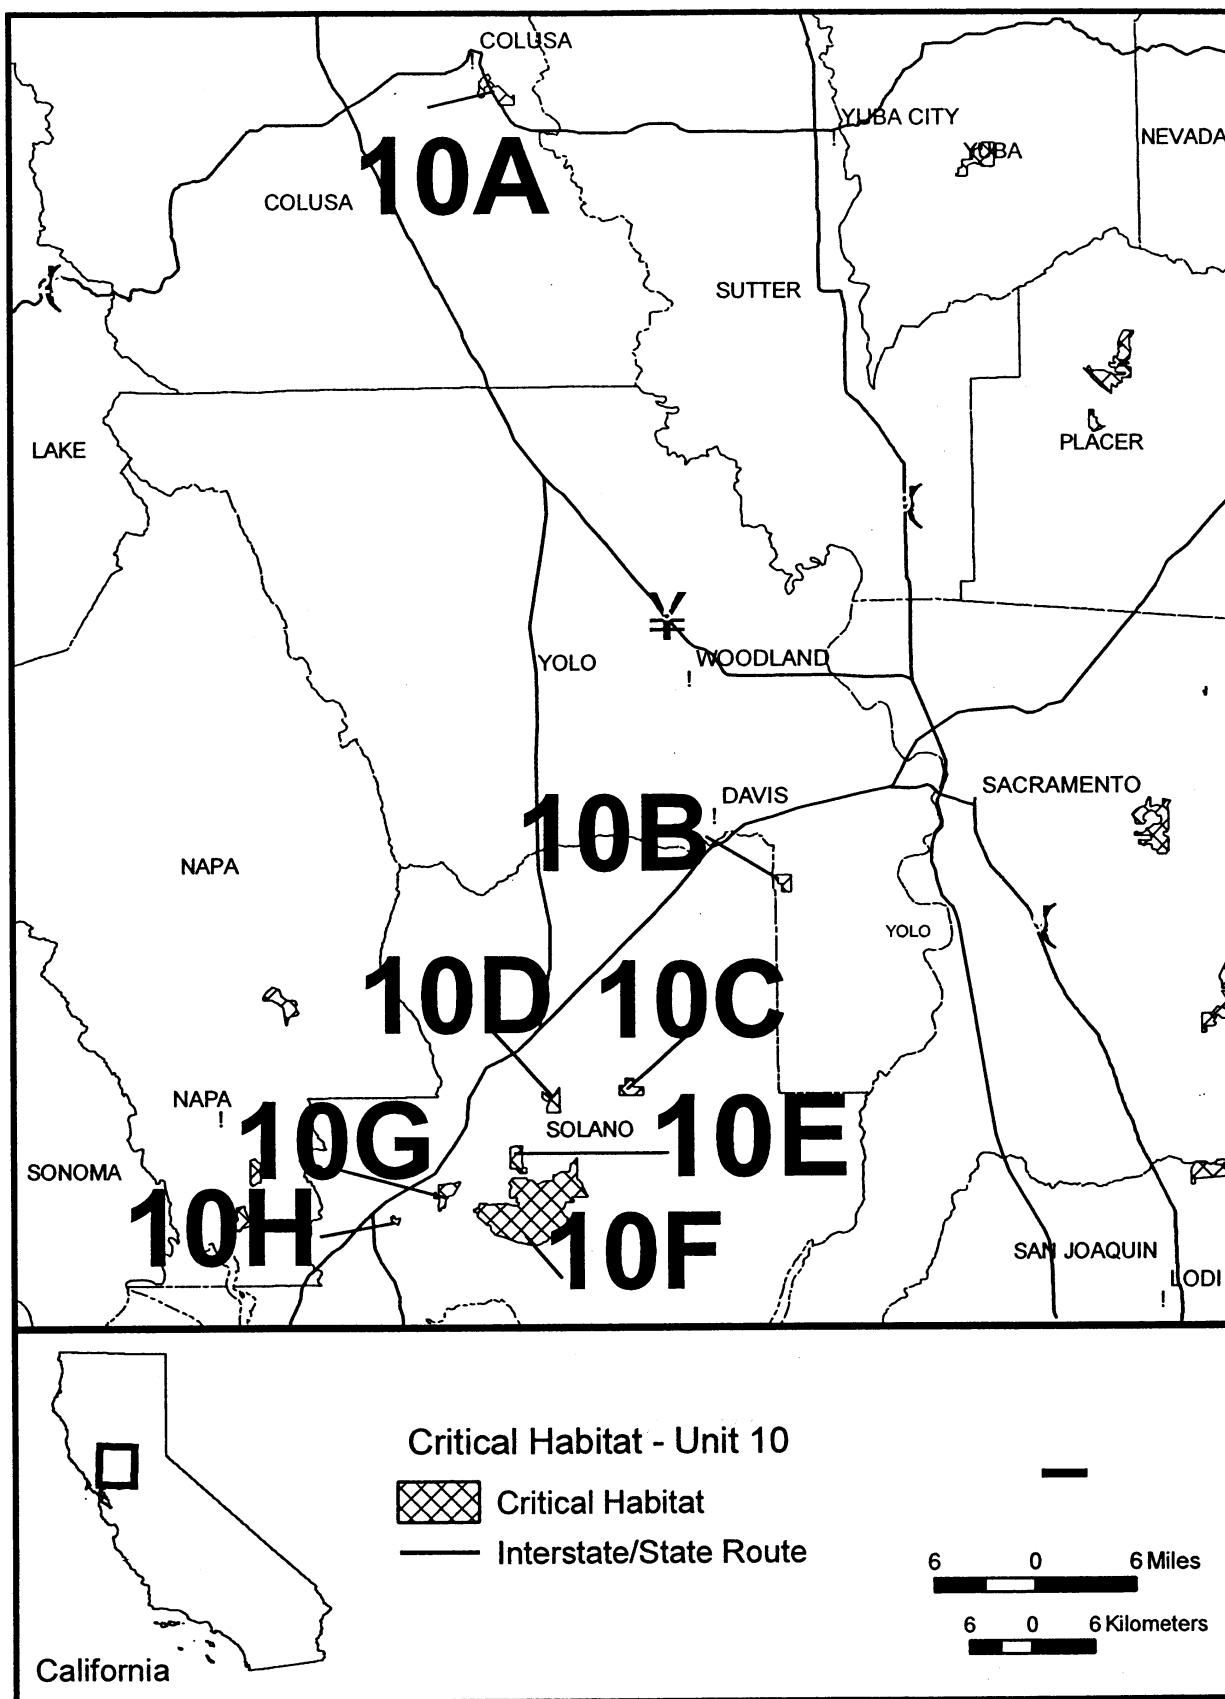 COLUSA
YUBA CITY
NEVADA
YUBA
10A
COLUSA
SUTTER
PLACER
LAKE
WOODLAND
!
YOLO
SACRAMENTO
DAVIS
!
10B
NAPA
YOLO
10D
10C
NAPA
!
10G
SOLANO
10E
SONOMA
10H
10F
SAN JOAQUIN
LODI
!
Critical Habitat - Unit 10
Critical Habitat
Interstate/State Route
6 0 6 Miles
6 0 6 Kilometers
California